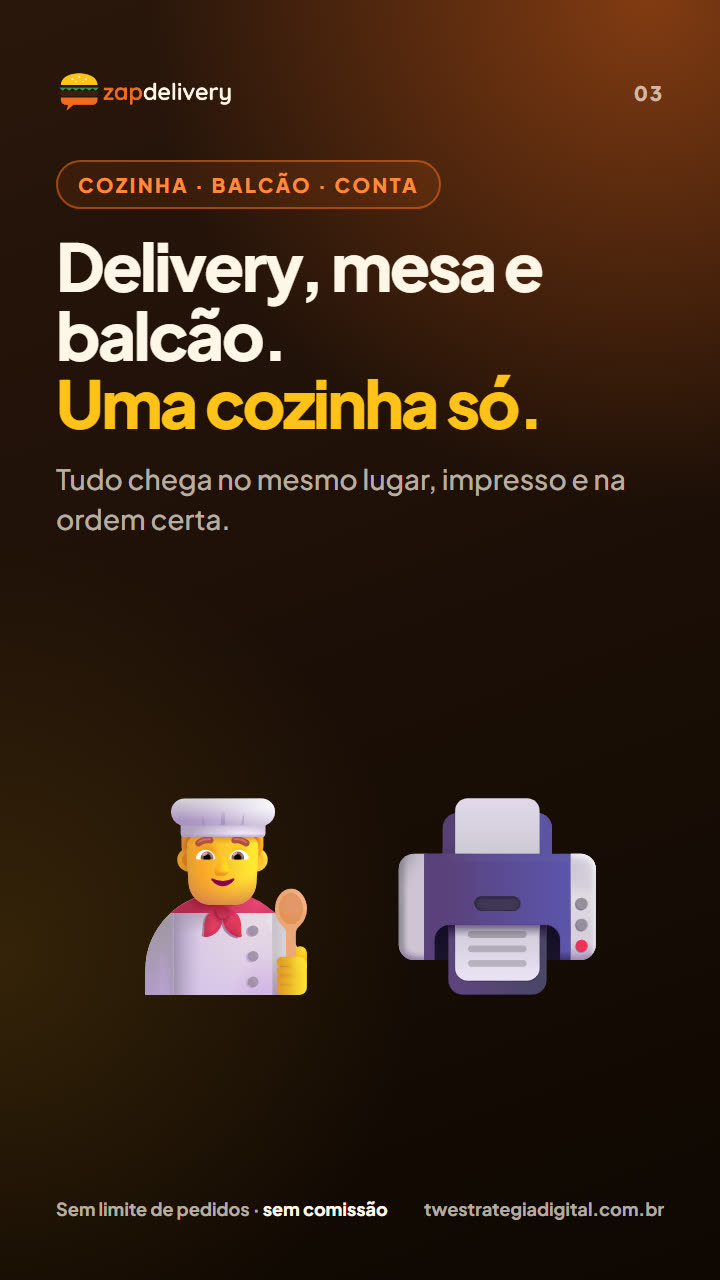 zapdelivery
03
COZINHA · BALCÃO · CONTA
Delivery, mesa e
balcão.
Uma cozinha só.
Tudo chega no mesmo lugar, impresso e na
ordem certa.
Sem limite de pedidos · sem comissão
twestrategiadigital.com.br